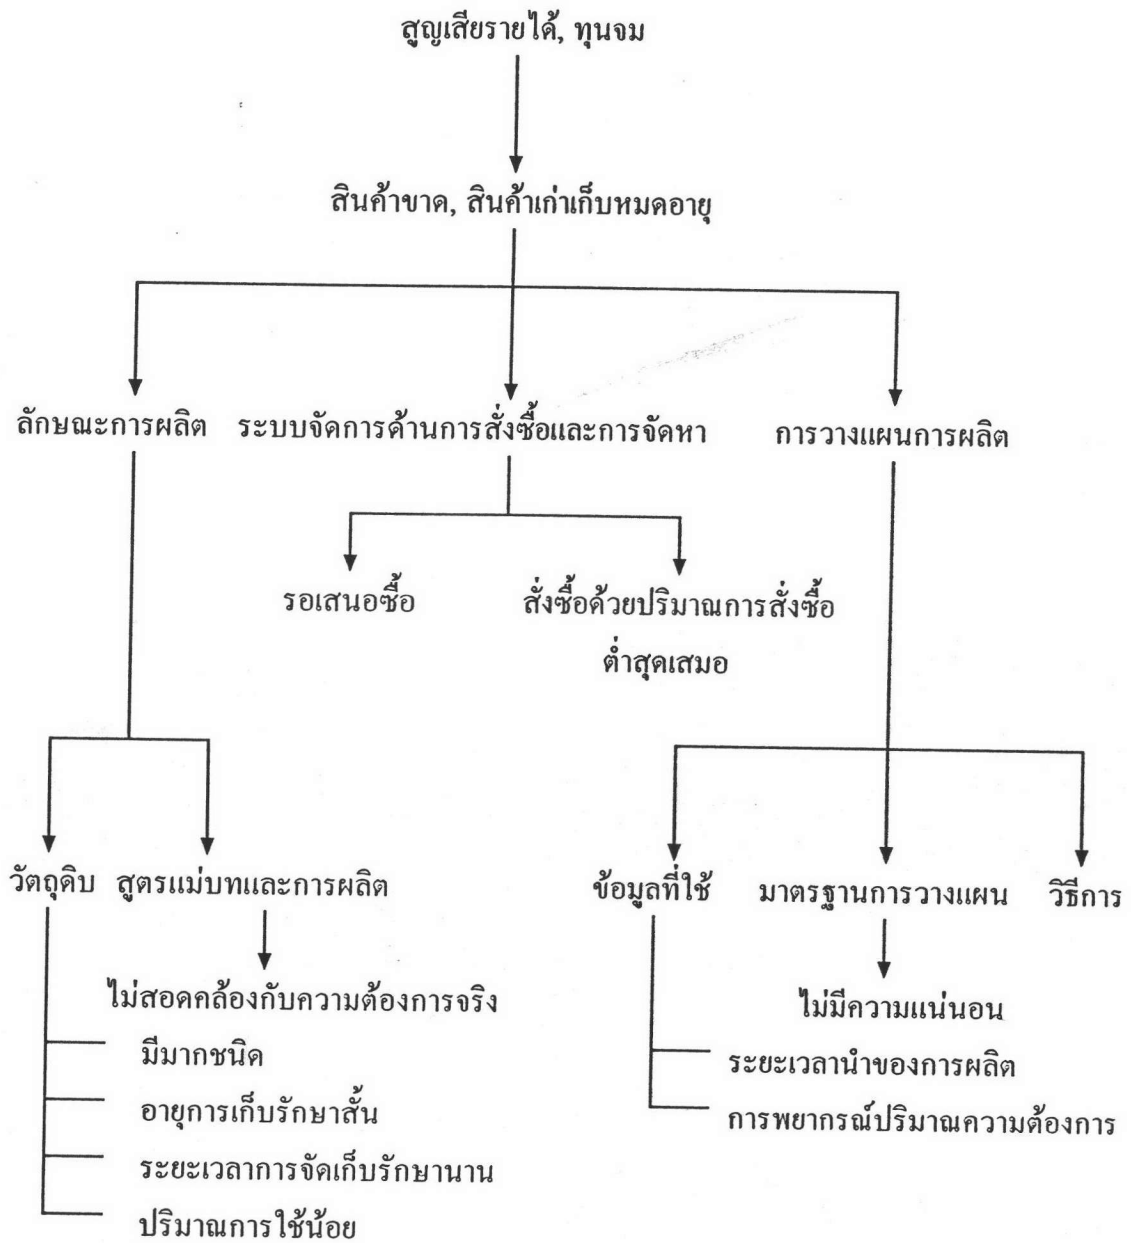 สูญเสียรายได้, ทุนจม
สินค้าขาด, สินค้าเก่าเก็บหมดอายุ
ลักษณะการผลิต
ระบบจัดการด้านการสั่งซื้อและการจัดหา
การวางแผนการผลิต
รอเสนอซื้อ
สั่งซื้อด้วยปริมาณการสั่งซื้อ
ต่ำสุดเสมอ
วัตถุดิบ
สูตรแม่บทและการผลิต
ข้อมูลที่ใช้
มาตรฐานการวางแผน
วิธีการ
ไม่สอดคล้องกับความต้องการจริง
มีมากชนิด
อายุการเก็บรักษาสั้น
ระยะเวลาการจัดเก็บรักษานาน
ปริมาณการใช้น้อย
ไม่มีความแน่นอน
ระยะเวลานำของการผลิต
การพยากรณ์ปริมาณความต้องการ